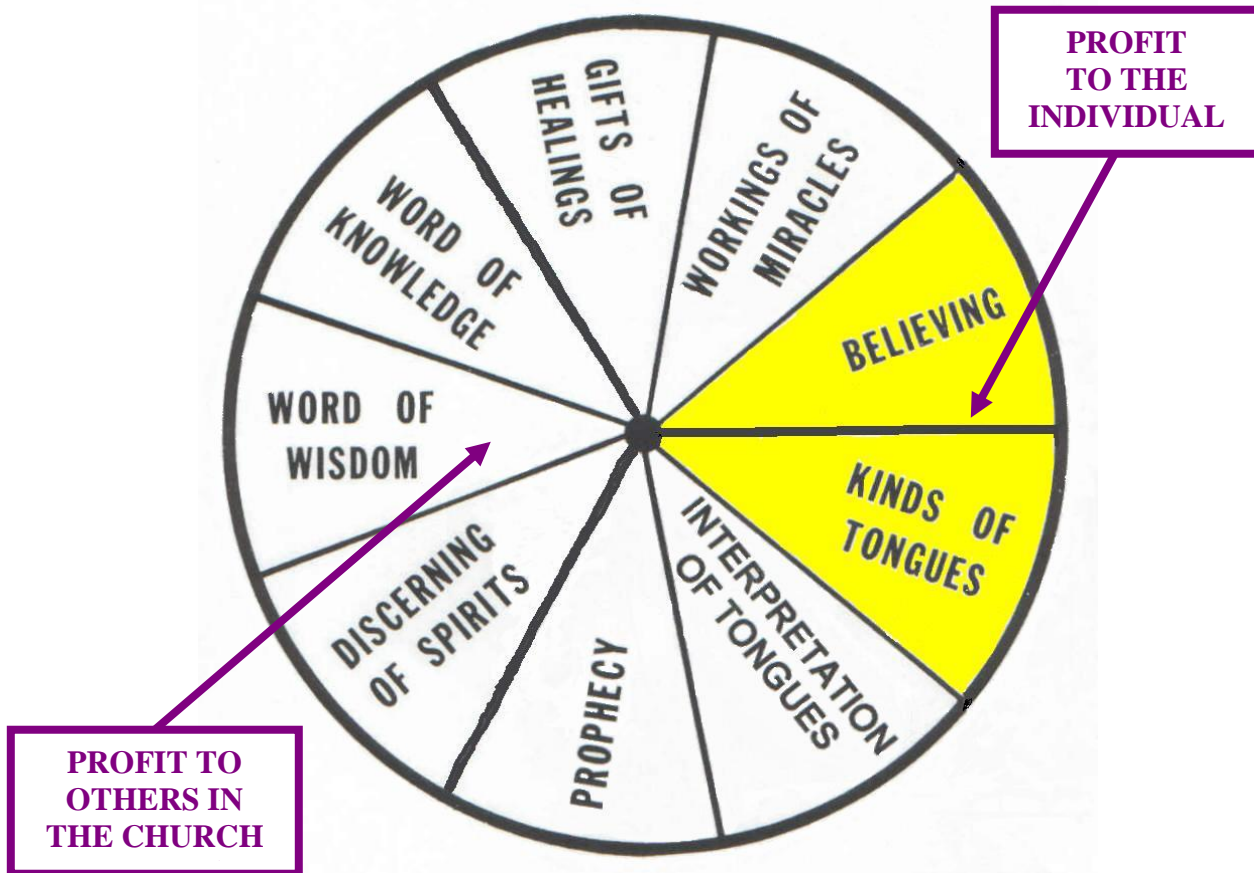 PROFIT
TO THE
INDIVIDUAL
GIFTS OF
HEALINGS
WORKINGS OF
MIRACLES
BELIEVING
KINDS OF
TONGUES
INTERPRETATION
OF TONGUES
PROPHECY
DISCERNING
OF SPIRITS
WORD OF
WISDOM
WORD OF
KNOWLEDGE
PROFIT TO
OTHERS IN
THE CHURCH